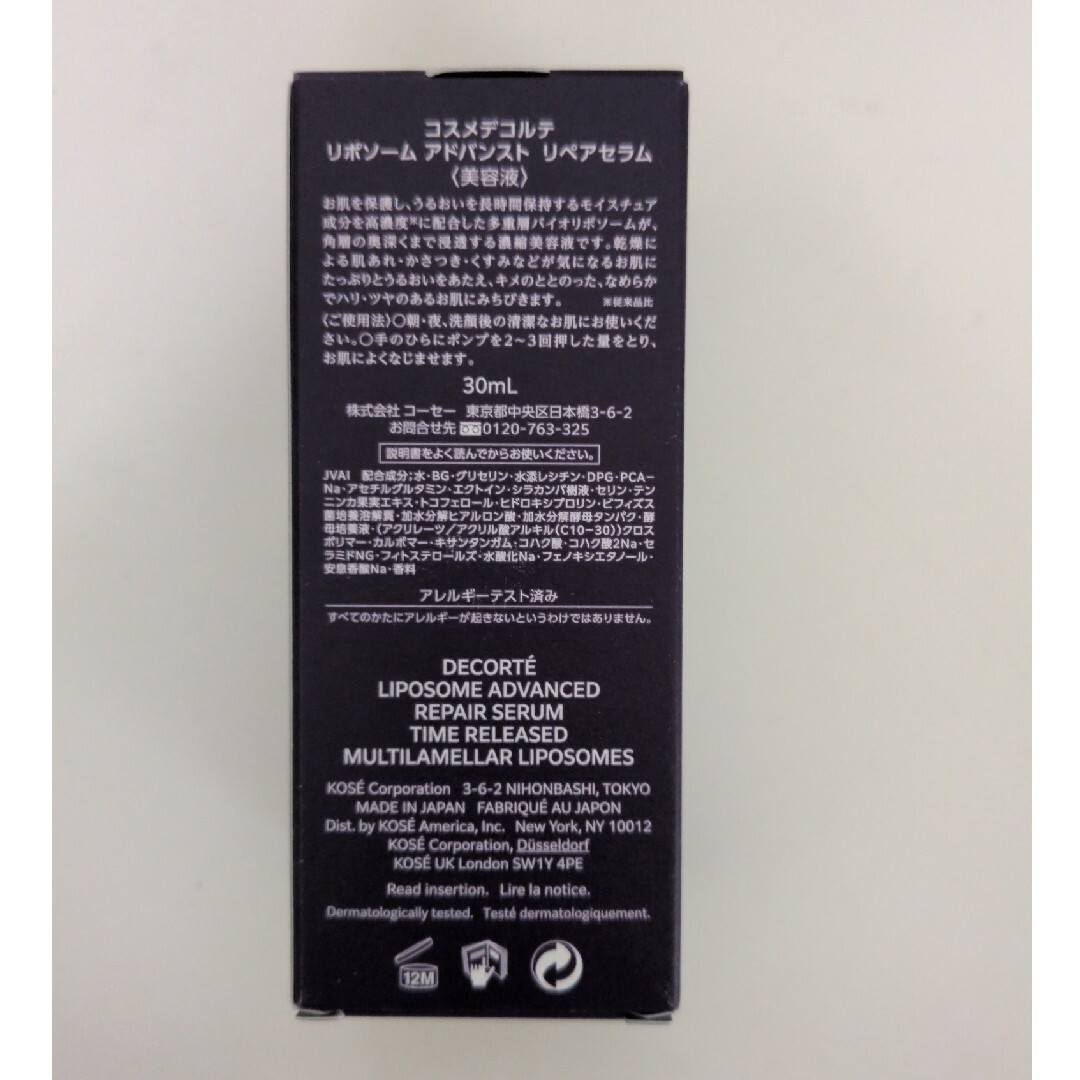 コスメデコルテ
リポソーム アドバンスト リペアセラム
〈美容液〉
お肌を保護し、うるおいを長時間保持するモイスチュア
成分を高濃度※に配合した多重層バイオリポソームが、
角層の奥深くまで浸透する濃縮美容液です。乾燥に
よる肌あれ・かさつき・くすみなどが気になるお肌に
たっぷりとうるおいをあたえ、キメのととのった、なめらか
でハリ・ツヤのあるお肌にみちびきます。 ※従来品比
〈ご使用法〉○朝・夜、洗顔後の清潔なお肌にお使いくだ
さい。○手のひらにポンプを2～3回押した量をとり、
お肌によくなじませます。
30mL
株式会社 コーセー 東京都中央区日本橋3-6-2
お問合せ先 0120-763-325
説明書をよく読んでからお使いください。
JVAI 配合成分：水・BG・グリセリン・水添レシチン・DPG・PCA-
Na・アセチルグルタミン・エクトイン・シラカンバ樹液・セリン・テン
ニンカ果実エキス・トコフェロール・ヒドロキシプロリン・ビフィズス
菌培養溶解質・加水分解ヒアルロン酸・加水分解酵母タンパク・酵
母培養液・（アクリレーツ／アクリル酸アルキル（C10-30））クロス
ポリマー・カルボマー・キサンタンガム・コハク酸・コハク酸2Na・セ
ラミドNG・フィトステロールズ・水酸化Na・フェノキシエタノール・
安息香酸Na・香料
アレルギーテスト済み
すべてのかたにアレルギーが起きないというわけではありません。
DECORTÉ
LIPOSOME ADVANCED
REPAIR SERUM
TIME RELEASED
MULTILAMELLAR LIPOSOMES
KOSÉ Corporation 3-6-2 NIHONBASHI, TOKYO
MADE IN JAPAN FABRIQUÉ AU JAPON
Dist. by KOSÉ America, Inc. New York, NY 10012
KOSÉ Corporation, Düsseldorf
KOSÉ UK London SW1Y 4PE
Read insertion. Lire la notice.
Dermatologically tested. Testé dermatologiquement.
12M